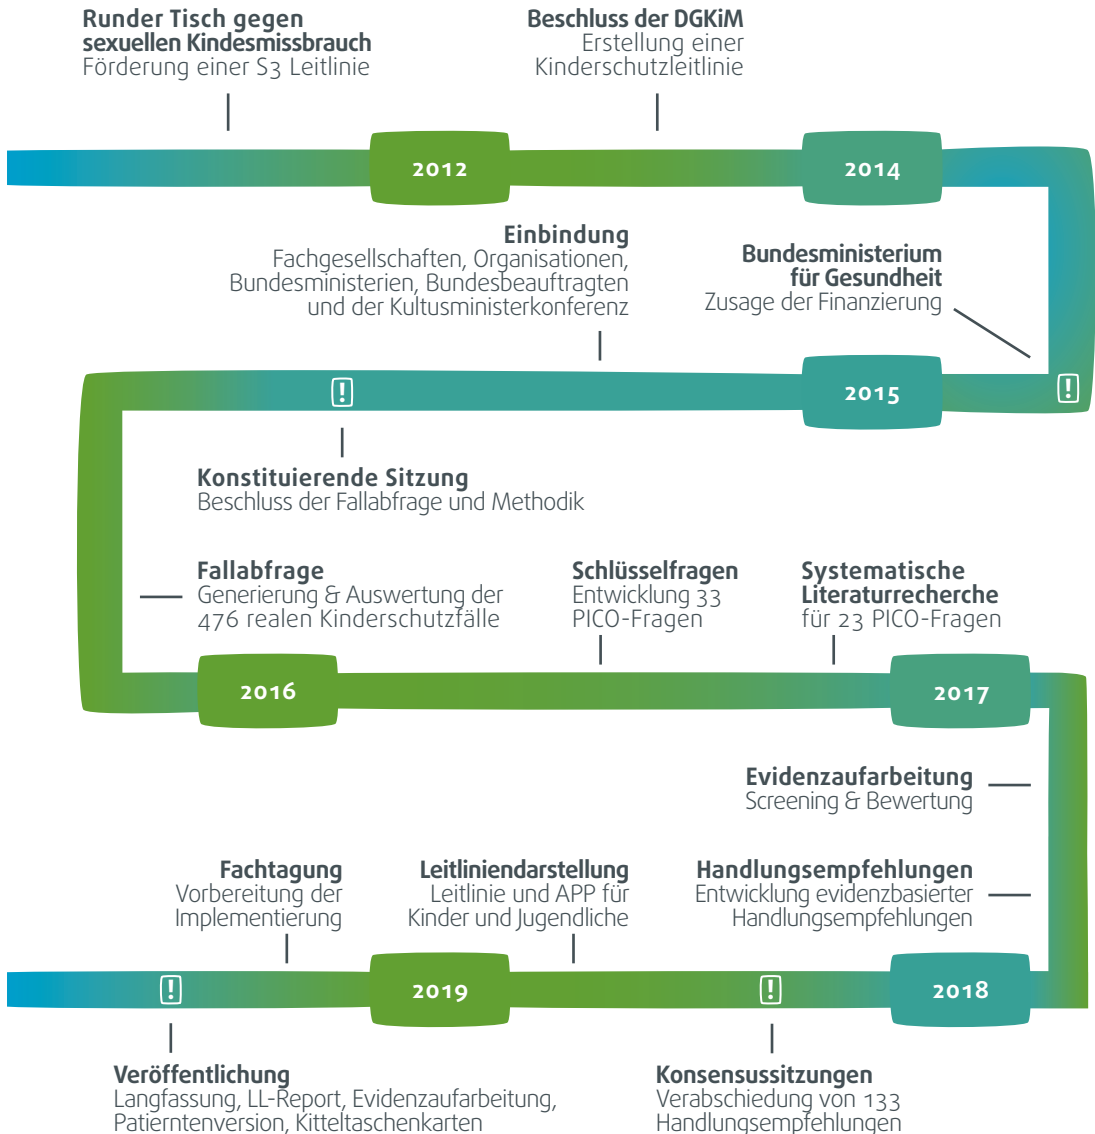 Runder Tisch gegen
sexuellen Kindesmissbrauch
Förderung einer S3 Leitlinie
Beschluss der DGKiM
Erstellung einer
Kinderschutzleitlinie
2012
2014
Einbindung
Fachgesellschaften, Organisationen,
Bundesministerien, Bundesbeauftragten
und der Kultusministerkonferenz
Bundesministerium
für Gesundheit
Zusage der Finanzierung
!
2015
!
Konstituierende Sitzung
Beschluss der Fallabfrage und Methodik
Fallabfrage
Generierung & Auswertung der
476 realen Kinderschutzfälle
Schlüsselfragen
Entwicklung 33
PICO-Fragen
Systematische
Literaturrecherche
für 23 PICO-Fragen
2016
2017
Evidenzaufarbeitung
Screening & Bewertung
Handlungsempfehlungen
Entwicklung evidenzbasierter
Handlungsempfehlungen
Leitliniendarstellung
Leitlinie und APP für
Kinder und Jugendliche
Fachtagung
Vorbereitung der
Implementierung
2018
!
2019
!
Konsensussitzungen
Verabschiedung von 133
Handlungsempfehlungen
Veröffentlichung
Langfassung, LL-Report, Evidenzaufarbeitung,
Patierntenversion, Kitteltaschenkarten